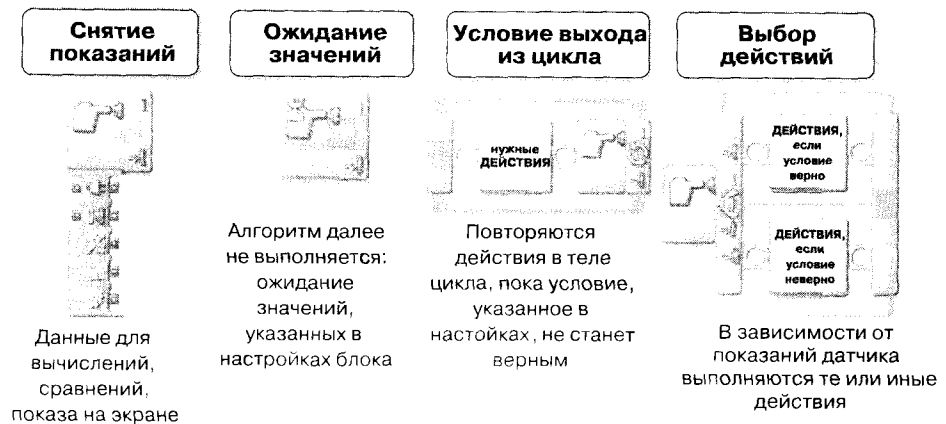 Снятие
показаний
Ожидание
значений
Условие выхода
из цикла
Выбор
действий
нужные
ДЕЙСТВИЯ
ДЕЙСТВИЯ,
если
условие
верно
ДЕЙСТВИЯ,
если
условие
неверно
Данные для
вычислений,
сравнений,
показа на экране
Алгоритм далее
не выполняется:
ожидание
значений,
указанных в
настройках блока
Повторяются
действия в теле
цикла, пока условие,
указанное в
настойках, не станет
верным
В зависимости от
показаний датчика
выполняются те или иные
действия